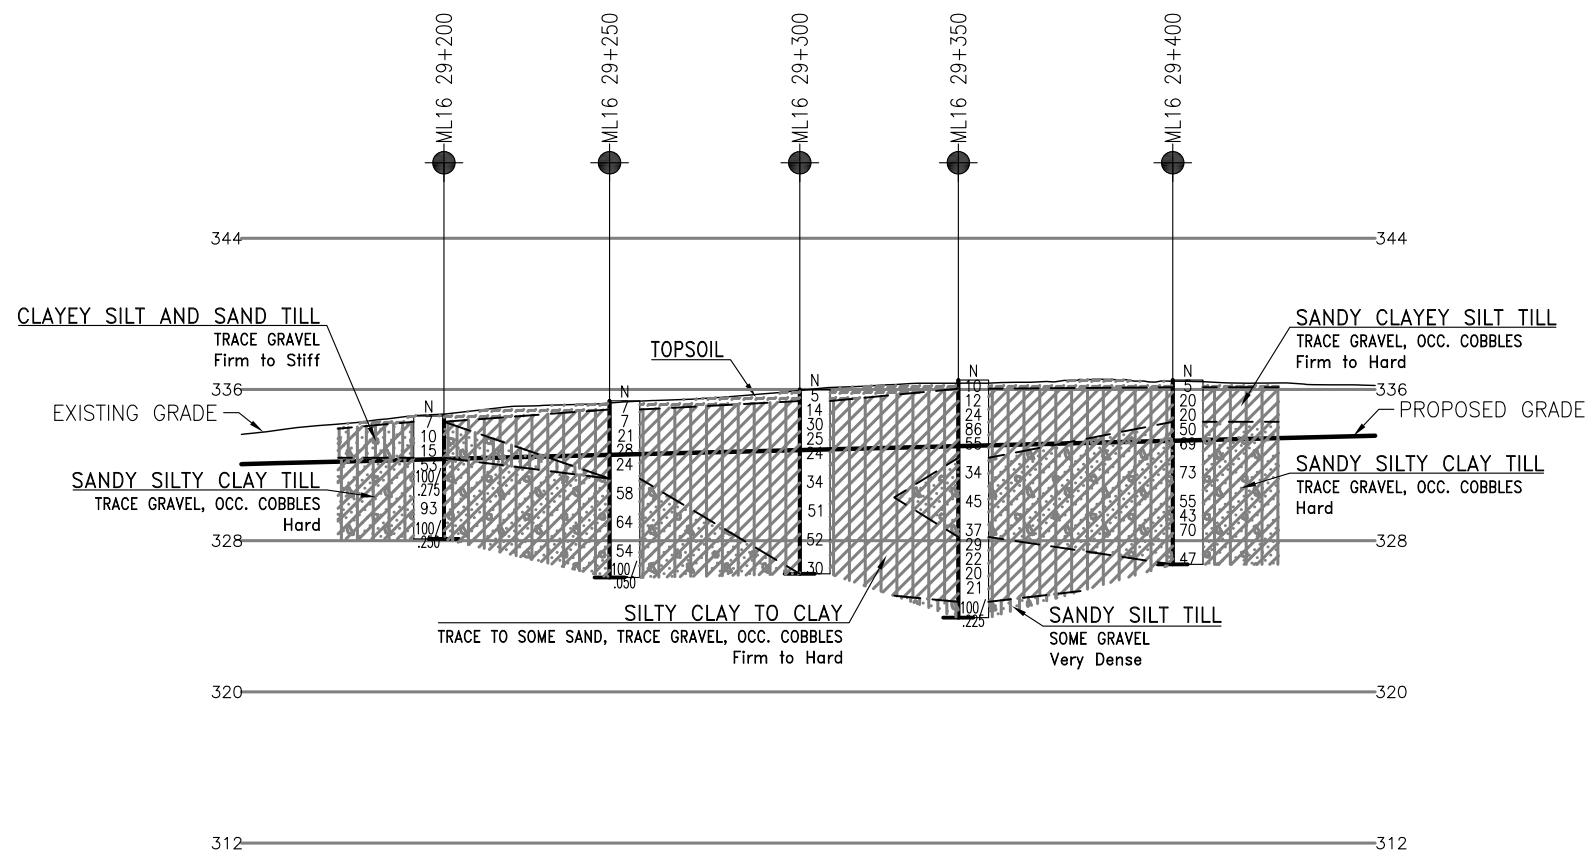 ML16 29+200
ML16 29+250
ML16 29+300
ML16 29+350
ML16 29+400
344
344
CLAYEY SILT AND SAND TILL
TRACE GRAVEL
Firm to Stiff
TOPSOIL
SANDY CLAYEY SILT TILL
TRACE GRAVEL, OCC. COBBLES
Firm to Hard
336
336
EXISTING GRADE
PROPOSED GRADE
N
7
10
15
53
100/
.275
93
100/
.250
N
7
7
21
28
24
58
64
54
100/
.050
N
5
14
30
25
24
34
51
52
30
N
10
12
24
86
55
34
45
37
29
22
20
21
100/
.225
N
5
20
20
50
69
73
55
43
70
47
SANDY SILTY CLAY TILL
TRACE GRAVEL, OCC. COBBLES
Hard
SANDY SILTY CLAY TILL
TRACE GRAVEL, OCC. COBBLES
Hard
328
328
SILTY CLAY TO CLAY
TRACE TO SOME SAND, TRACE GRAVEL, OCC. COBBLES
Firm to Hard
SANDY SILT TILL
SOME GRAVEL
Very Dense
320
320
312
312